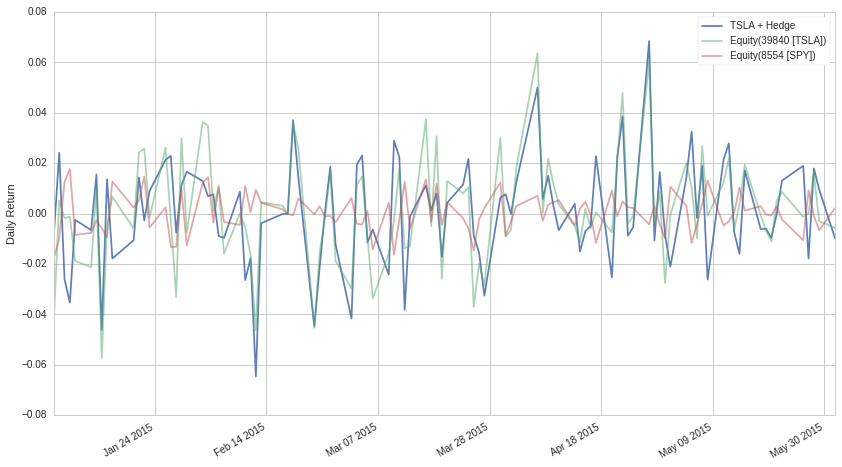 0.08
0.06
0.04
0.02
0.00
−0.02
−0.04
−0.06
−0.08
Daily Return
TSLA + Hedge
Equity(39840 [TSLA])
Equity(8554 [SPY])
Jan 24 2015
Feb 14 2015
Mar 07 2015
Mar 28 2015
Apr 18 2015
May 09 2015
May 30 2015